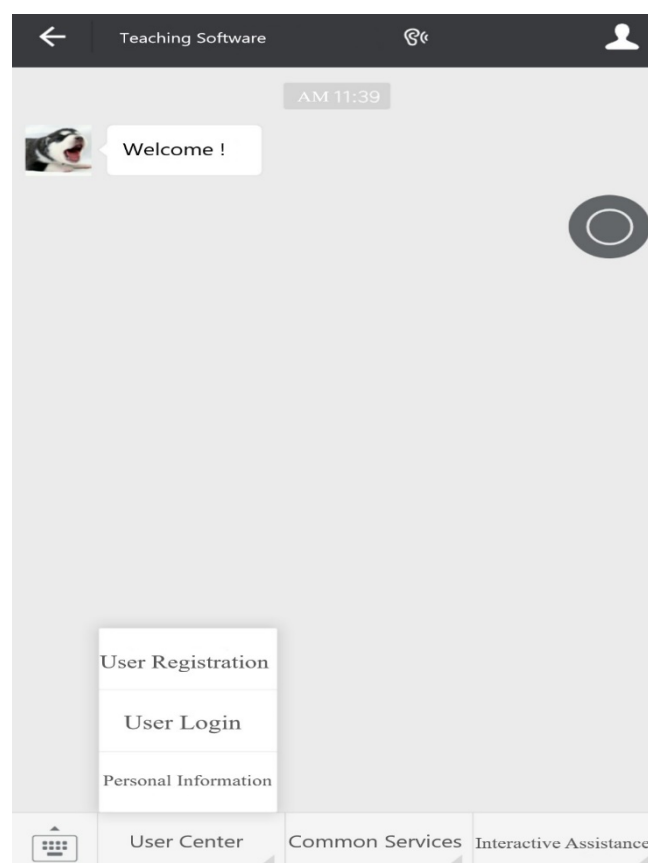 Teaching Software
AM 11:39
Welcome !
User Registration
User Login
Personal Information
User Center
Common Services
Interactive Assistance